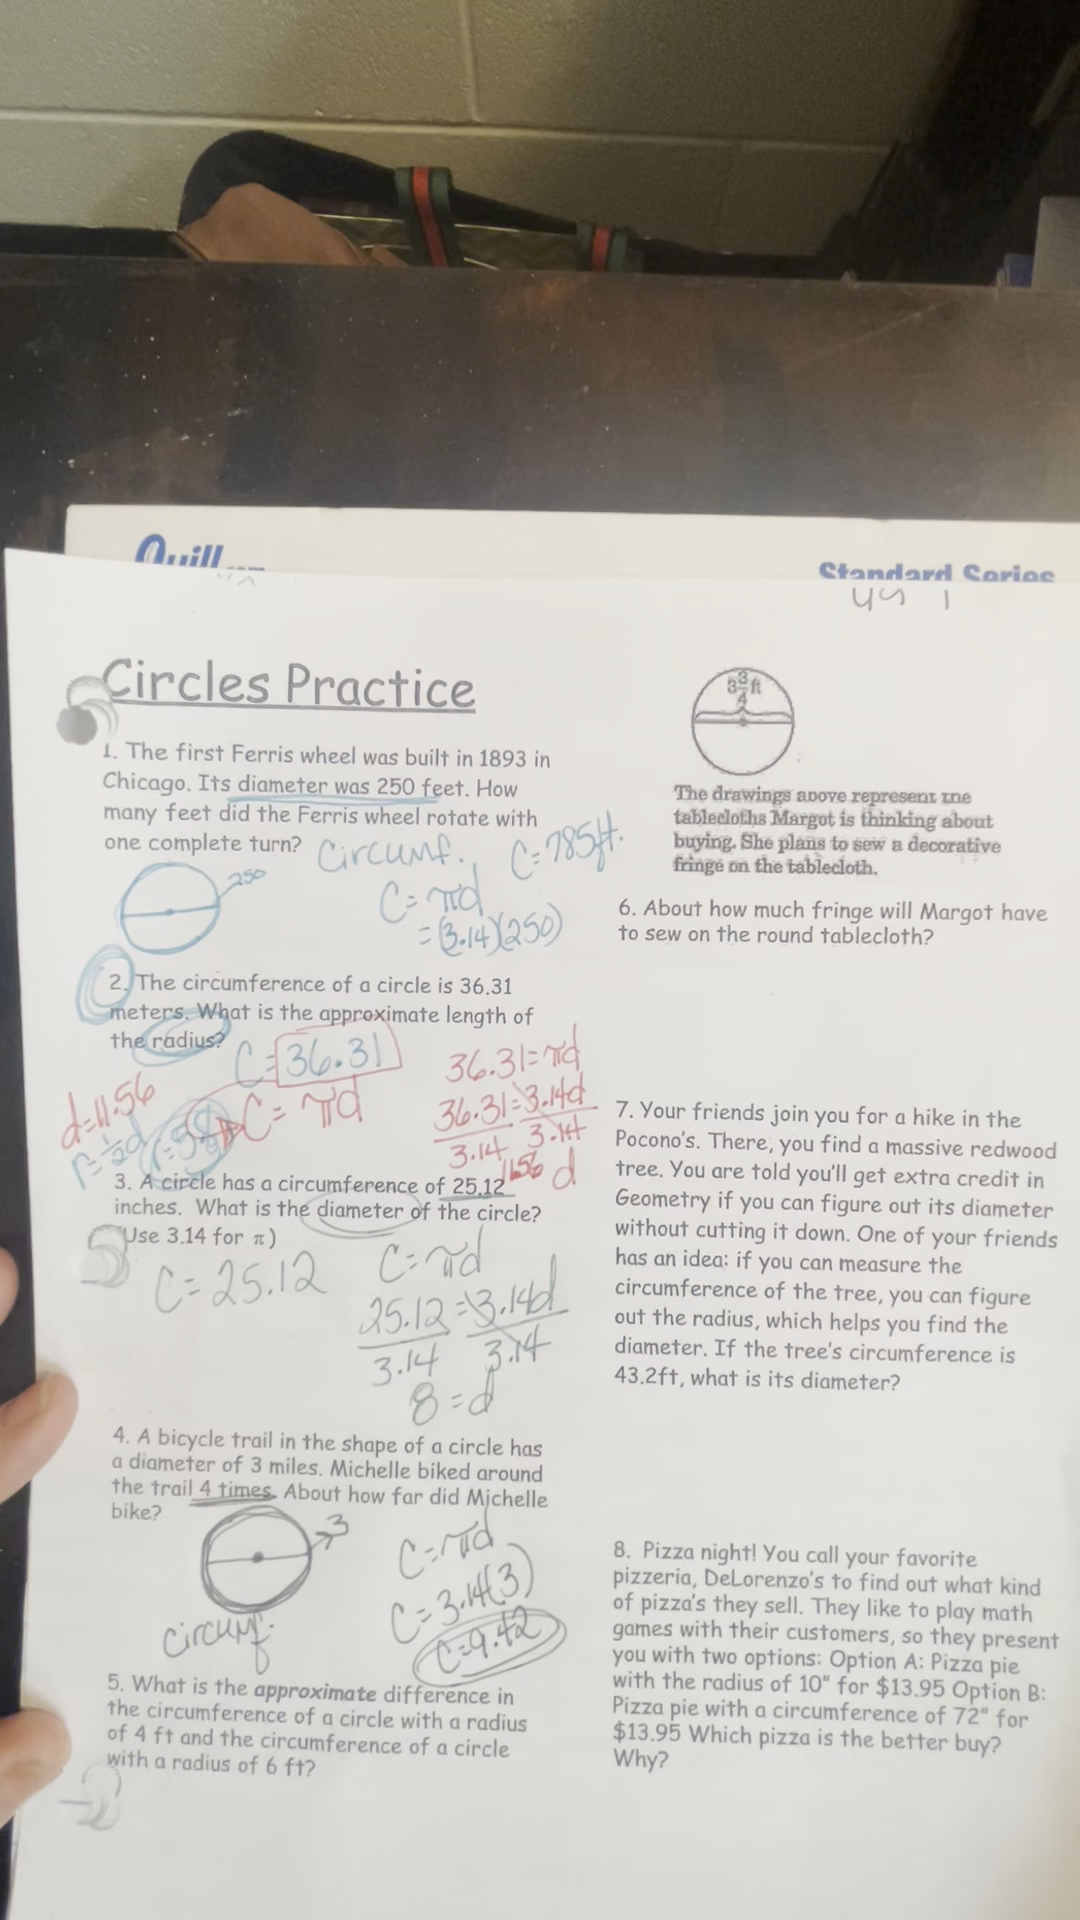 Quill
Standard Series
Circles Practice
1. The first Ferris wheel was built in 1893 in
Chicago. Its diameter was 250 feet. How
many feet did the Ferris wheel rotate with
one complete turn?
Circumf.
C=785ft.
250
C=πd
=(3.14)(250)
2. The circumference of a circle is 36.31
meters. What is the approximate length of
the radius?
C=36.31
36.31=πd
d=11.56
C=πd
36.31=3.14d
3.14 3.14
r=½d
11.56 d
3. A circle has a circumference of 25.12
inches. What is the diameter of the circle?
Use 3.14 for π)
C=25.12
C=πd
25.12=3.14d
3.14 3.14
8=d
4. A bicycle trail in the shape of a circle has
a diameter of 3 miles. Michelle biked around
the trail 4 times. About how far did Michelle
bike?
3
C=πd
C=3.14(3)
C=9.42
circumf.
5. What is the approximate difference in
the circumference of a circle with a radius
of 4 ft and the circumference of a circle
with a radius of 6 ft?
3 3/4 ft
The drawings above represent the
tablecloths Margot is thinking about
buying. She plans to sew a decorative
fringe on the tablecloth.
6. About how much fringe will Margot have
to sew on the round tablecloth?
7. Your friends join you for a hike in the
Pocono's. There, you find a massive redwood
tree. You are told you'll get extra credit in
Geometry if you can figure out its diameter
without cutting it down. One of your friends
has an idea: if you can measure the
circumference of the tree, you can figure
out the radius, which helps you find the
diameter. If the tree's circumference is
43.2ft, what is its diameter?
8. Pizza night! You call your favorite
pizzeria, DeLorenzo's to find out what kind
of pizza's they sell. They like to play math
games with their customers, so they present
you with two options: Option A: Pizza pie
with the radius of 10" for $13.95 Option B:
Pizza pie with a circumference of 72" for
$13.95 Which pizza is the better buy?
Why?